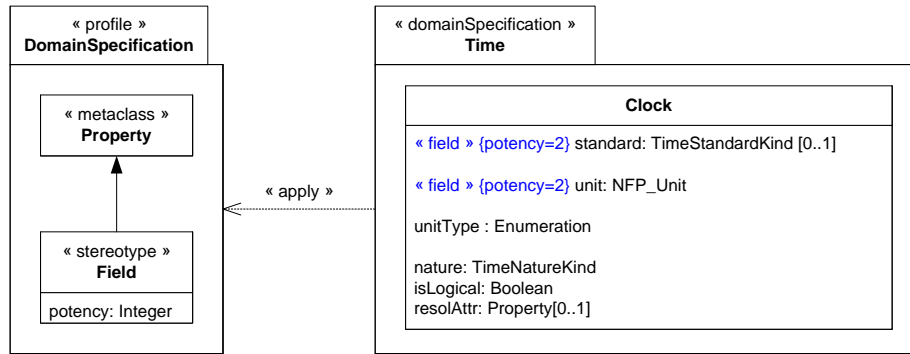 « profile »
DomainSpecification
« metaclass »
Property
« stereotype »
Field
potency: Integer
« apply »
« domainSpecification »
Time
Clock
« field » {potency=2} standard: TimeStandardKind [0..1]
« field » {potency=2} unit: NFP_Unit
unitType : Enumeration
nature: TimeNatureKind
isLogical: Boolean
resolAttr: Property[0..1]